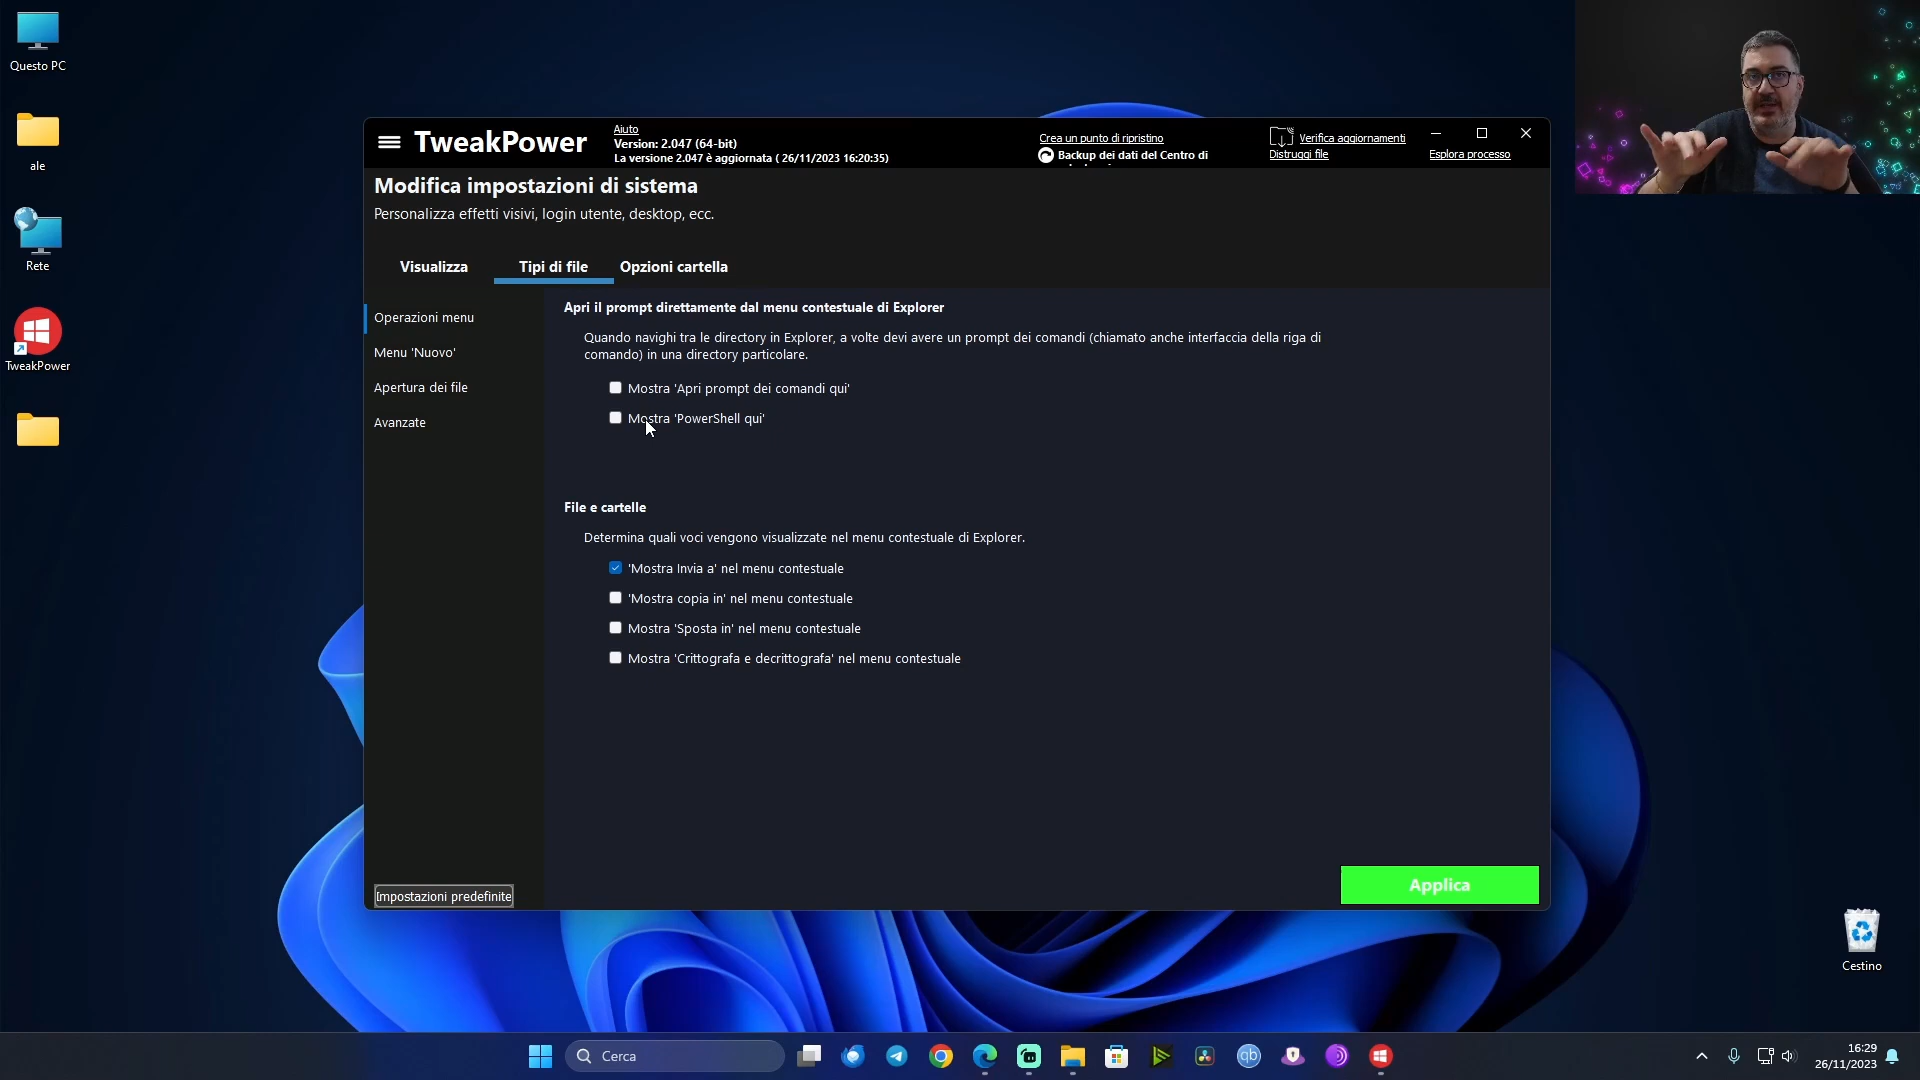 Questo PC
ale
Rete
TweakPower
TweakPower
Aiuto
Version: 2.047 (64-bit)
La versione 2.047 è aggiornata ( 26/11/2023 16:20:35)
Crea un punto di ripristino
Backup dei dati del Centro di
Verifica aggiornamenti
Distruggi file
Esplora processo
Modifica impostazioni di sistema
Personalizza effetti visivi, login utente, desktop, ecc.
Visualizza
Tipi di file
Opzioni cartella
Operazioni menu
Menu 'Nuovo'
Apertura dei file
Avanzate
Apri il prompt direttamente dal menu contestuale di Explorer
Quando navighi tra le directory in Explorer, a volte devi avere un prompt dei comandi (chiamato anche interfaccia della riga di
comando) in una directory particolare.
Mostra 'Apri prompt dei comandi qui'
Mostra 'PowerShell qui'
File e cartelle
Determina quali voci vengono visualizzate nel menu contestuale di Explorer.
'Mostra Invia a' nel menu contestuale
'Mostra copia in' nel menu contestuale
Mostra 'Sposta in' nel menu contestuale
Mostra 'Crittografa e decrittografa' nel menu contestuale
Impostazioni predefinite
Applica
Cestino
Cerca
qb
16:29
26/11/2023